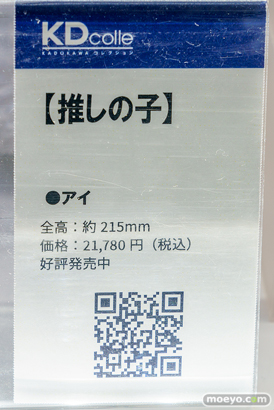 KDcolle
KADOKAWA コレクション
【推しの子】
●アイ
全高：約 215mm
価格：21,780 円（税込）
好評発売中
moeyo.com